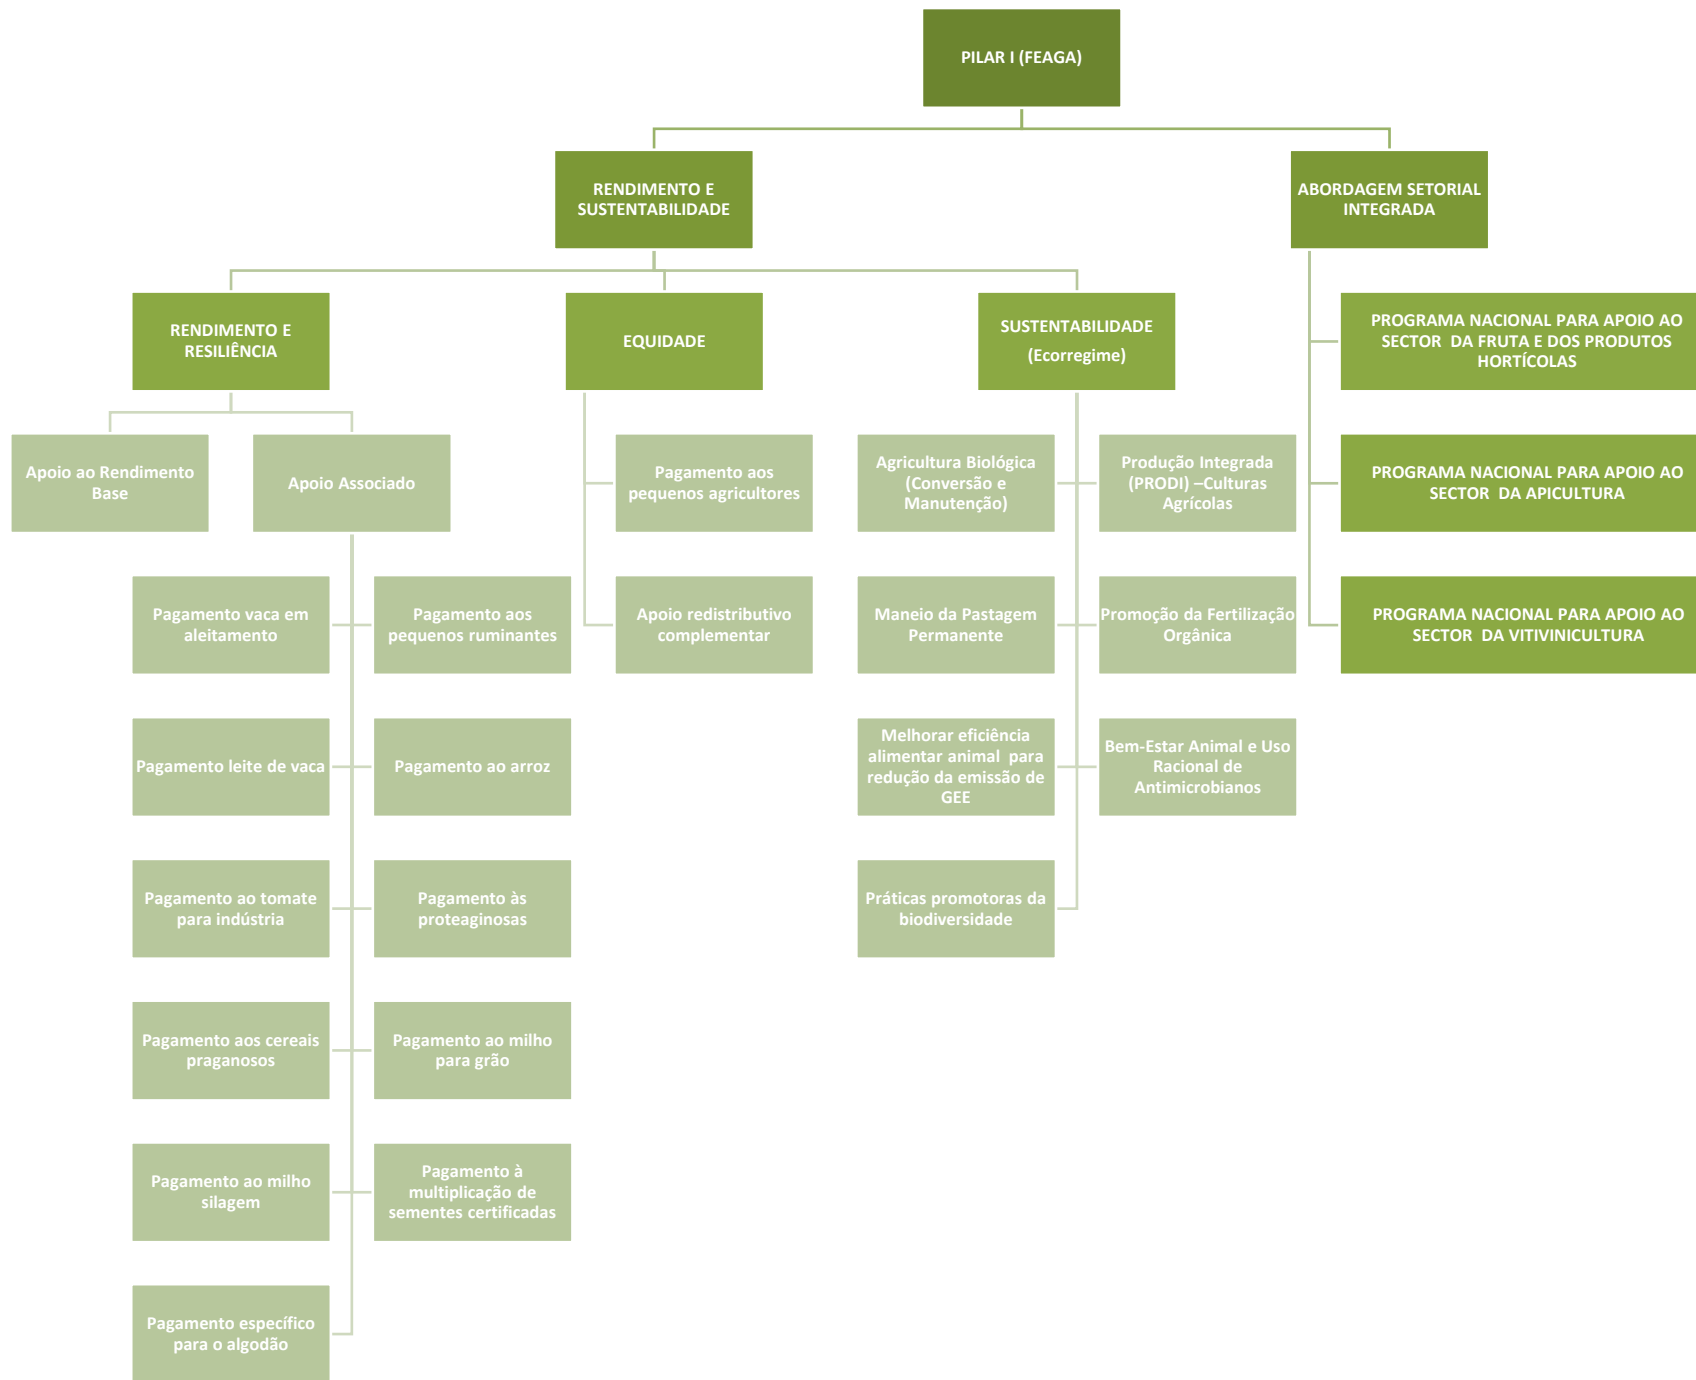 PILAR I (FEAGA)
RENDIMENTO E
SUSTENTABILIDADE
ABORDAGEM SETORIAL
INTEGRADA
RENDIMENTO E
RESILIÊNCIA
EQUIDADE
SUSTENTABILIDADE
(Ecorregime)
PROGRAMA NACIONAL PARA APOIO AO
SECTOR DA FRUTA E DOS PRODUTOS
HORTÍCOLAS
Apoio ao Rendimento
Base
Apoio Associado
Pagamento aos
pequenos agricultores
Agricultura Biológica
(Conversão e
Manutenção)
Produção Integrada
(PRODI) –Culturas
Agrícolas
PROGRAMA NACIONAL PARA APOIO AO
SECTOR DA APICULTURA
Pagamento vaca em
aleitamento
Pagamento aos
pequenos ruminantes
Apoio redistributivo
complementar
Maneio da Pastagem
Permanente
Promoção da Fertilização
Orgânica
PROGRAMA NACIONAL PARA APOIO AO
SECTOR DA VITIVINICULTURA
Pagamento leite de vaca
Pagamento ao arroz
Melhorar eficiência
alimentar animal para
redução da emissão de
GEE
Bem-Estar Animal e Uso
Racional de
Antimicrobianos
Pagamento ao tomate
para indústria
Pagamento às
proteaginosas
Práticas promotoras da
biodiversidade
Pagamento aos cereais
praganosos
Pagamento ao milho
para grão
Pagamento ao milho
silagem
Pagamento à
multiplicação de
sementes certificadas
Pagamento específico
para o algodão